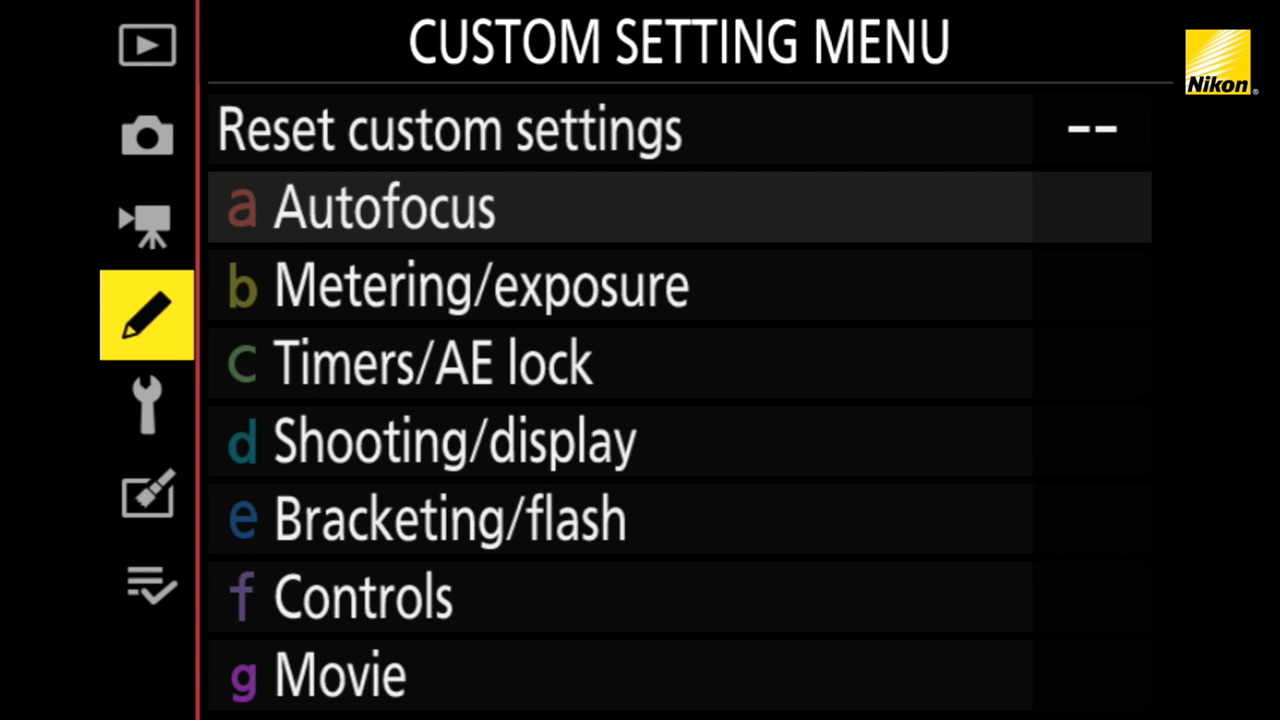 CUSTOM SETTING MENU
Nikon
Reset custom settings --
a Autofocus
b Metering/exposure
c Timers/AE lock
d Shooting/display
e Bracketing/flash
f Controls
g Movie